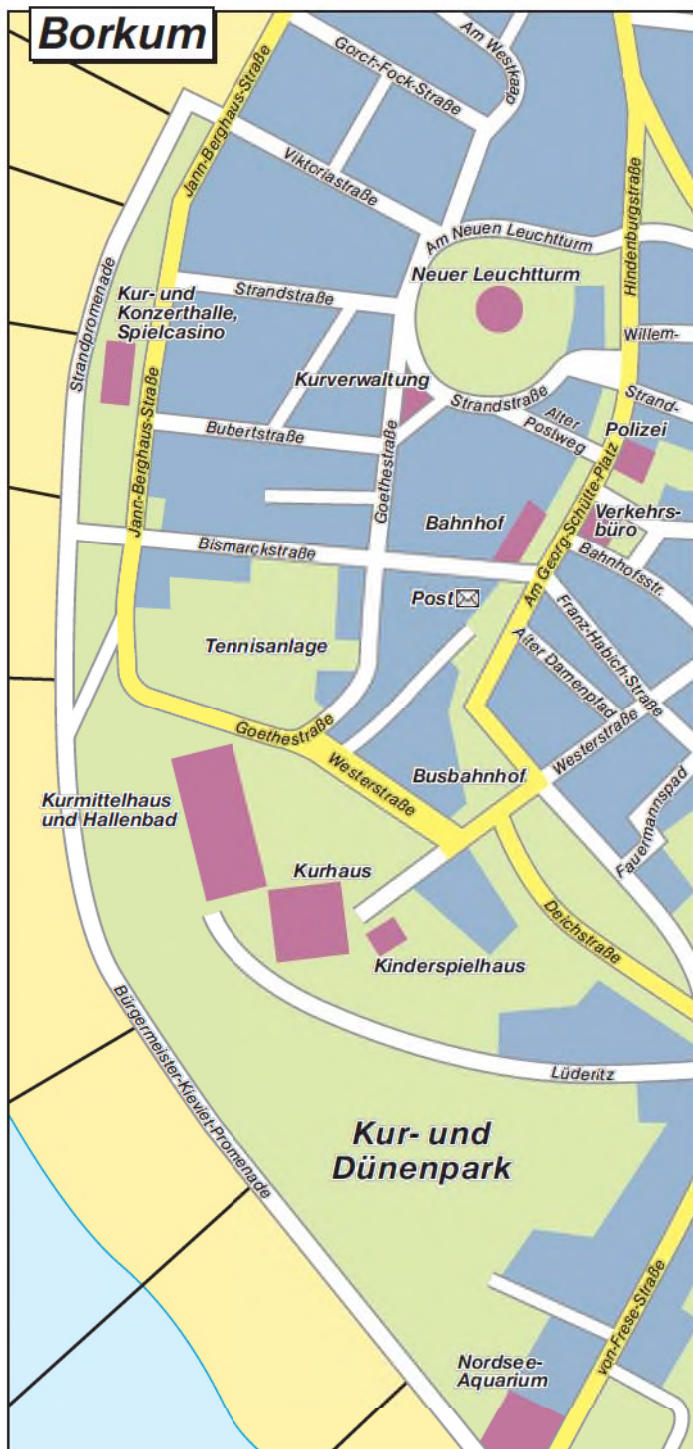 Borkum
Am Westkaap
Gorch-Fock-Straße
Jann-Berghaus-Straße
Viktoriastraße
Hindenburgstraße
Am Neuen Leuchtturm
Neuer Leuchtturm
Strandpromenade
Kur- und
Konzerthalle,
Spielcasino
Strandstraße
Willem-
Kurverwaltung
Strandstraße
Strand-
Alter
Postweg
Polizei
Bubertstraße
Jann-Berghaus-Straße
Goethestraße
Bahnhof
Am Georg-Schütte-Platz
Verkehrs-
büro
Bismarckstraße
Bahnhofsstr.
Post
Franz-Habich-Straße
Alter Damenpfad
Tennisanlage
Goethestraße
Westerstraße
Busbahnhof
Westerstraße
Kurmittelhaus
und Hallenbad
Fauermannspad
Kurhaus
Deichstraße
Kinderspielhaus
Bürgermeister-Kieviet-Promenade
Lüderitz
Kur- und
Dünenpark
von-Frese-Straße
Nordsee-
Aquarium